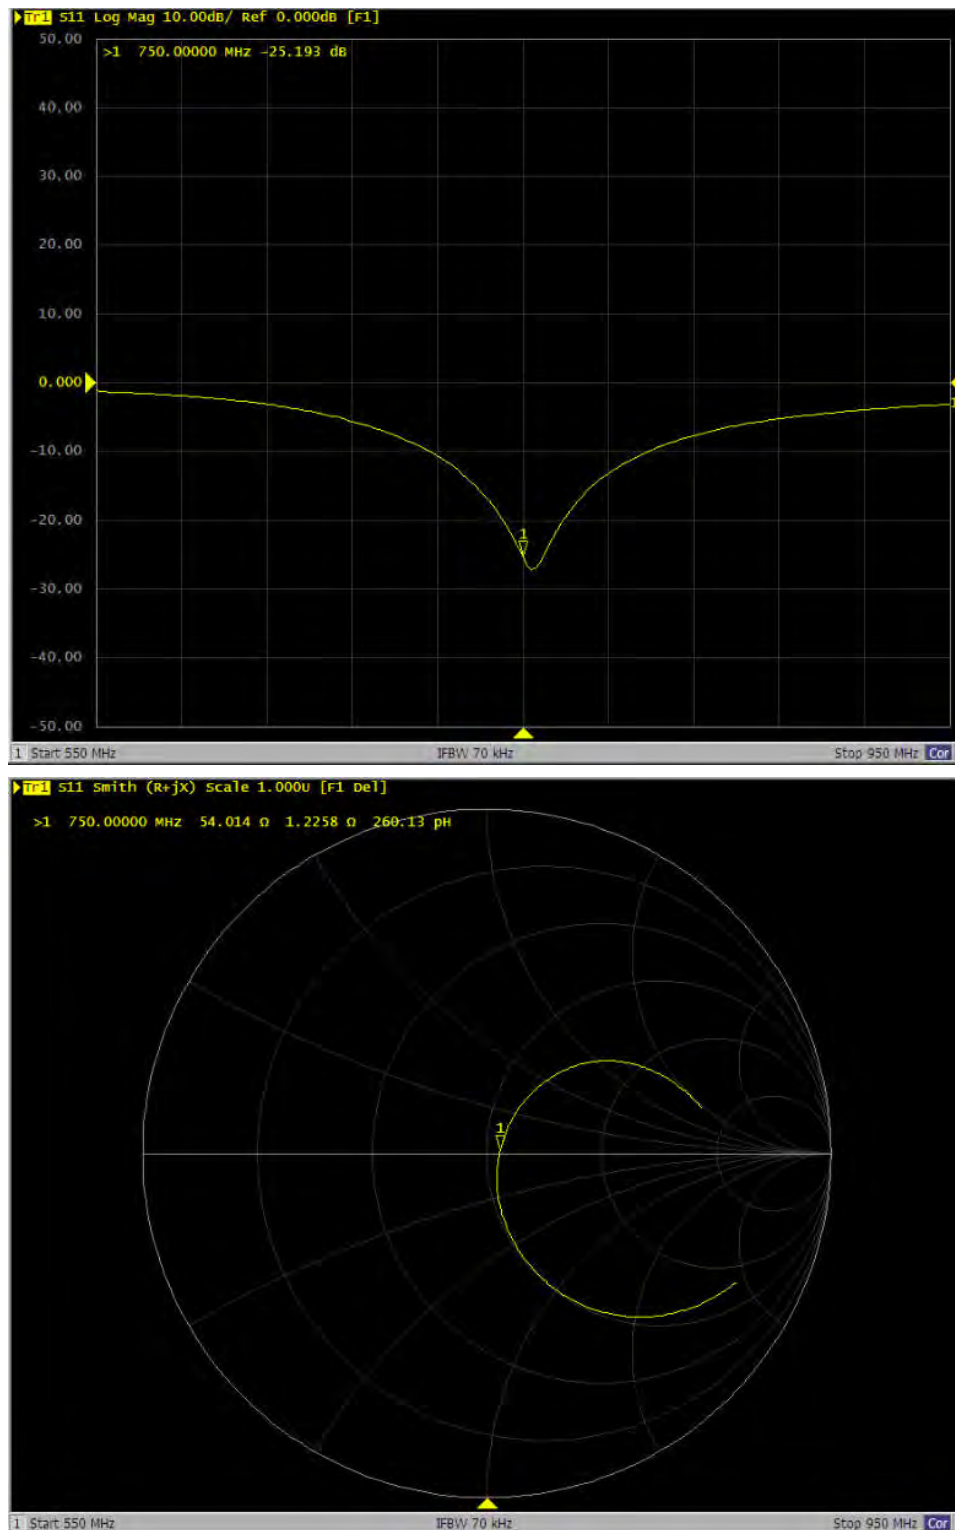 Tr1 S11 Log Mag 10.00dB/ Ref 0.000dB [F1]
50.00
>1 750.00000 MHz -25.193 dB
40.00
30.00
20.00
10.00
0.000
1
-10.00
-20.00
1
-30.00
-40.00
-50.00
1 Start 550 MHz IFBW 70 kHz Stop 950 MHz Cor
Tr1 S11 Smith (R+jX) Scale 1.000U [F1 Del]
>1 750.00000 MHz 54.014 Ω 1.2258 Ω 260.13 pH
1
1 Start 550 MHz IFBW 70 kHz Stop 950 MHz Cor